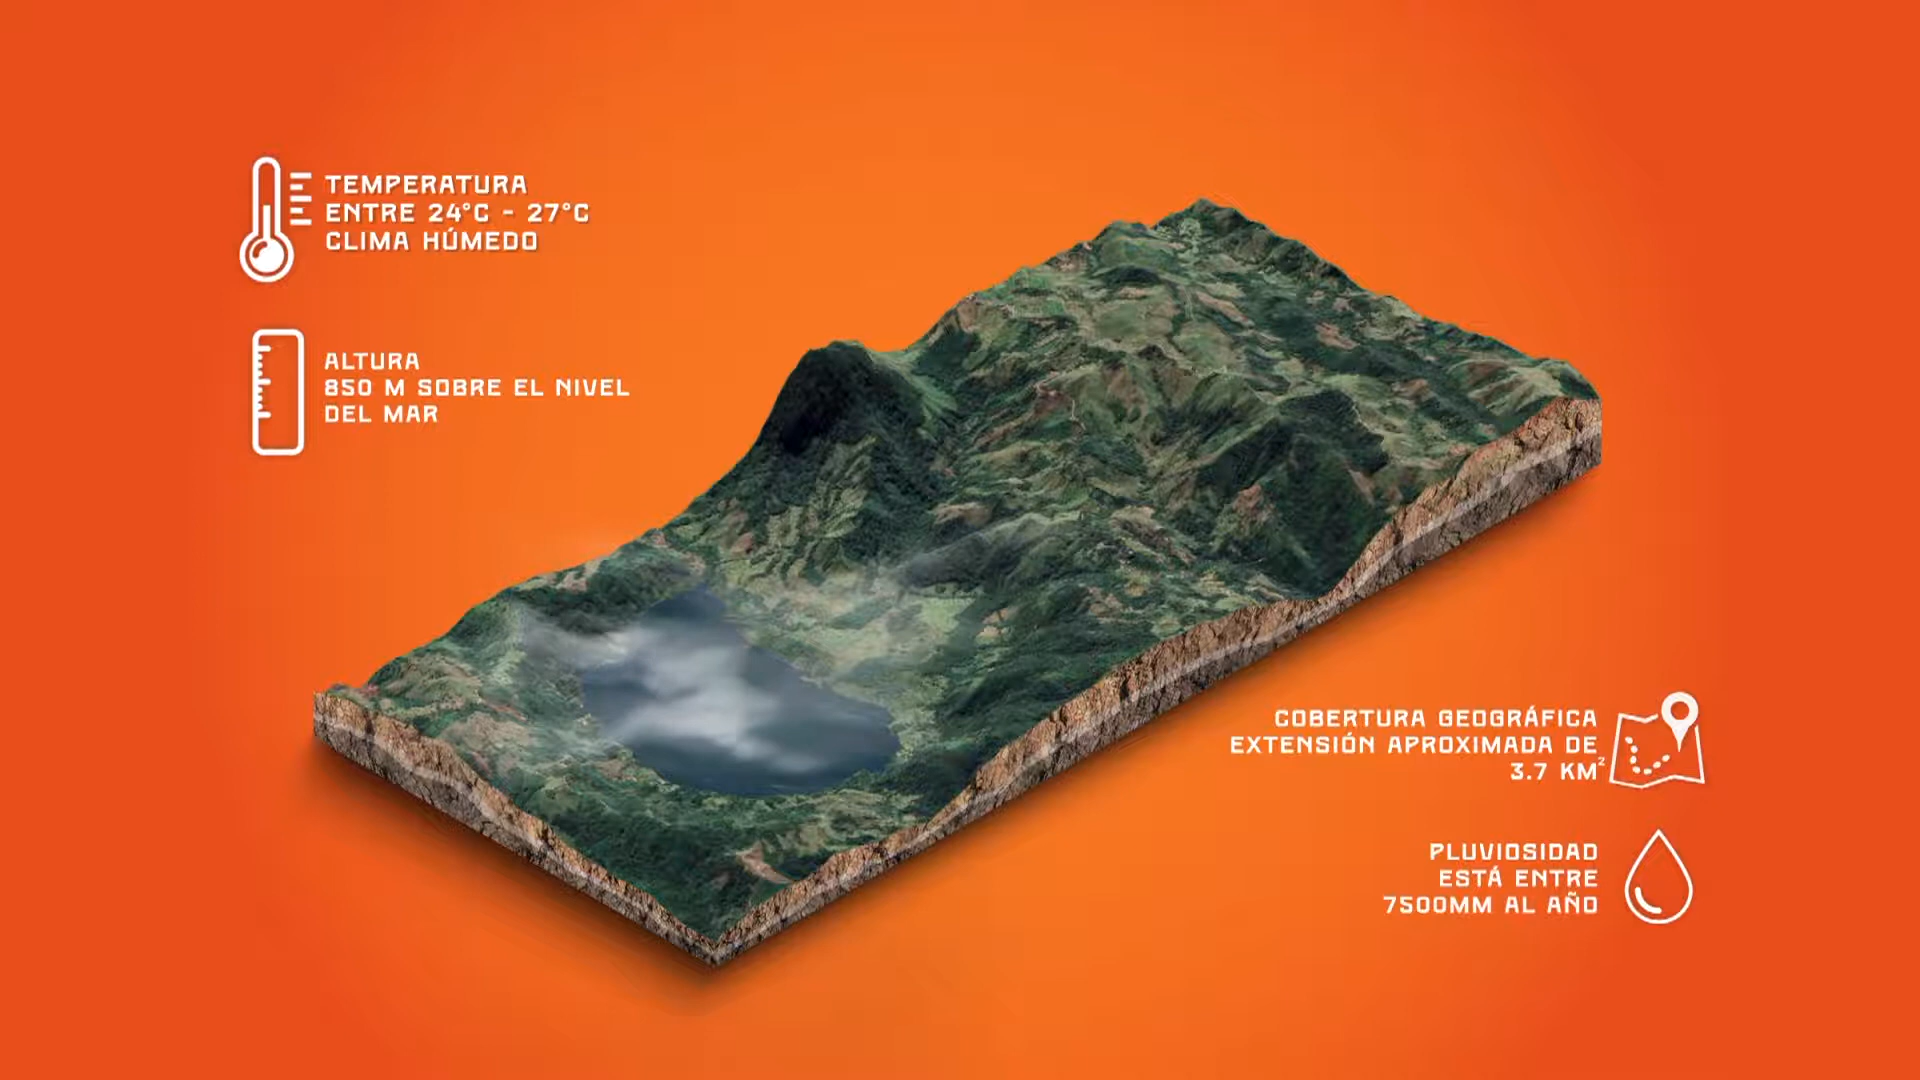 TEMPERATURA
ENTRE 24°C - 27°C
CLIMA HÚMEDO
ALTURA
850 M SOBRE EL NIVEL
DEL MAR
COBERTURA GEOGRÁFICA
EXTENSIÓN APROXIMADA DE
3.7 KM²
PLUVIOSIDAD
ESTÁ ENTRE
7500MM AL AÑO